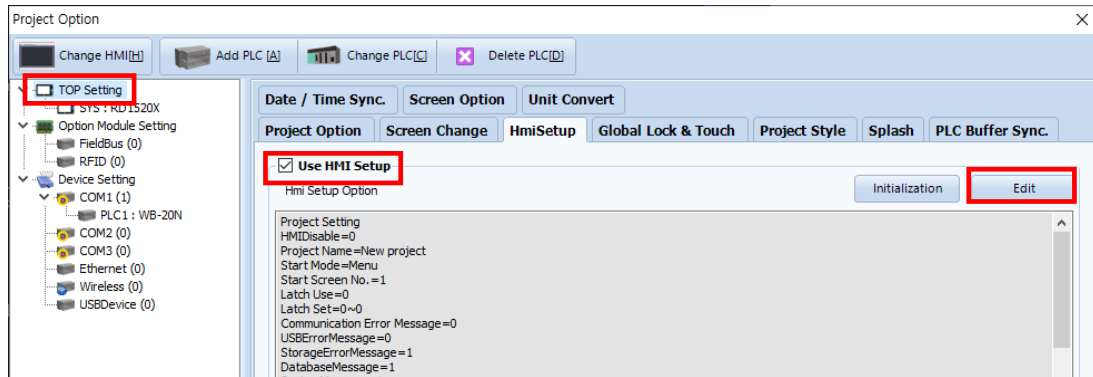 Project Option
Change HMI[H]
Add PLC [A]
Change PLC[C]
Delete PLC[D]
TOP Setting
SYS : RD1520X
Option Module Setting
FieldBus (0)
RFID (0)
Device Setting
COM1 (1)
PLC1 : WB-20N
COM2 (0)
COM3 (0)
Ethernet (0)
Wireless (0)
USBDevice (0)
Date / Time Sync.
Screen Option
Unit Convert
Project Option
Screen Change
HmiSetup
Global Lock & Touch
Project Style
Splash
PLC Buffer Sync.
Use HMI Setup
Hmi Setup Option
Initialization
Edit
Project Setting
HMIDisable=0
Project Name=New project
Start Mode=Menu
Start Screen No.=1
Latch Use=0
Latch Set=0~0
Communication Error Message=0
USBErrorMessage=0
StorageErrorMessage=1
DatabaseMessage=1